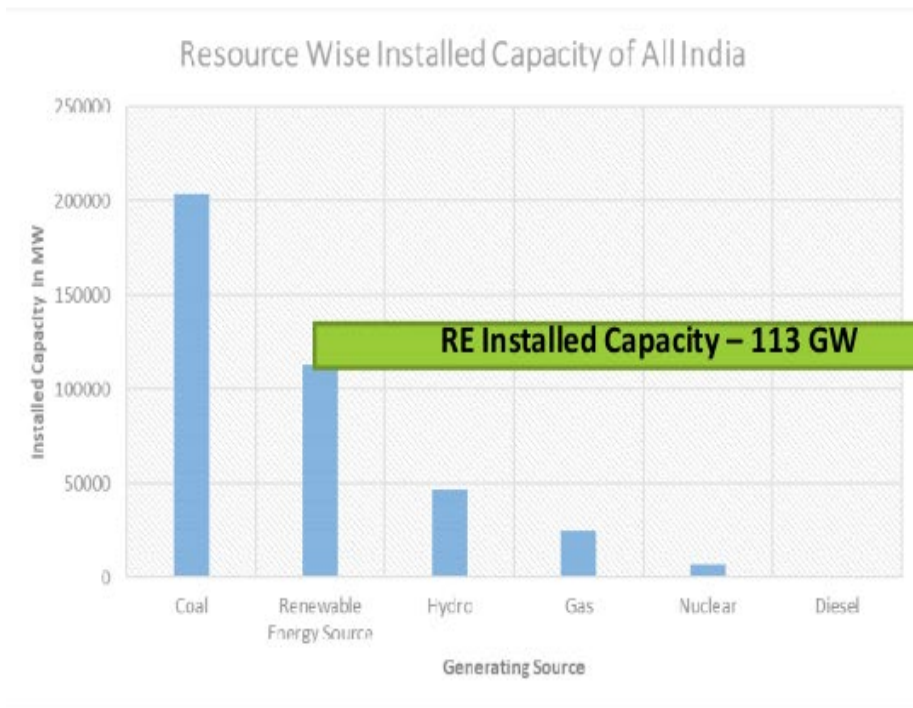 Resource Wise Installed Capacity of All India
250000
200000
150000
100000
50000
0
Installed Capacity In MW
RE Installed Capacity – 113 GW
Coal
Renewable
Energy Source
Hydro
Gas
Nuclear
Diesel
Generating Source